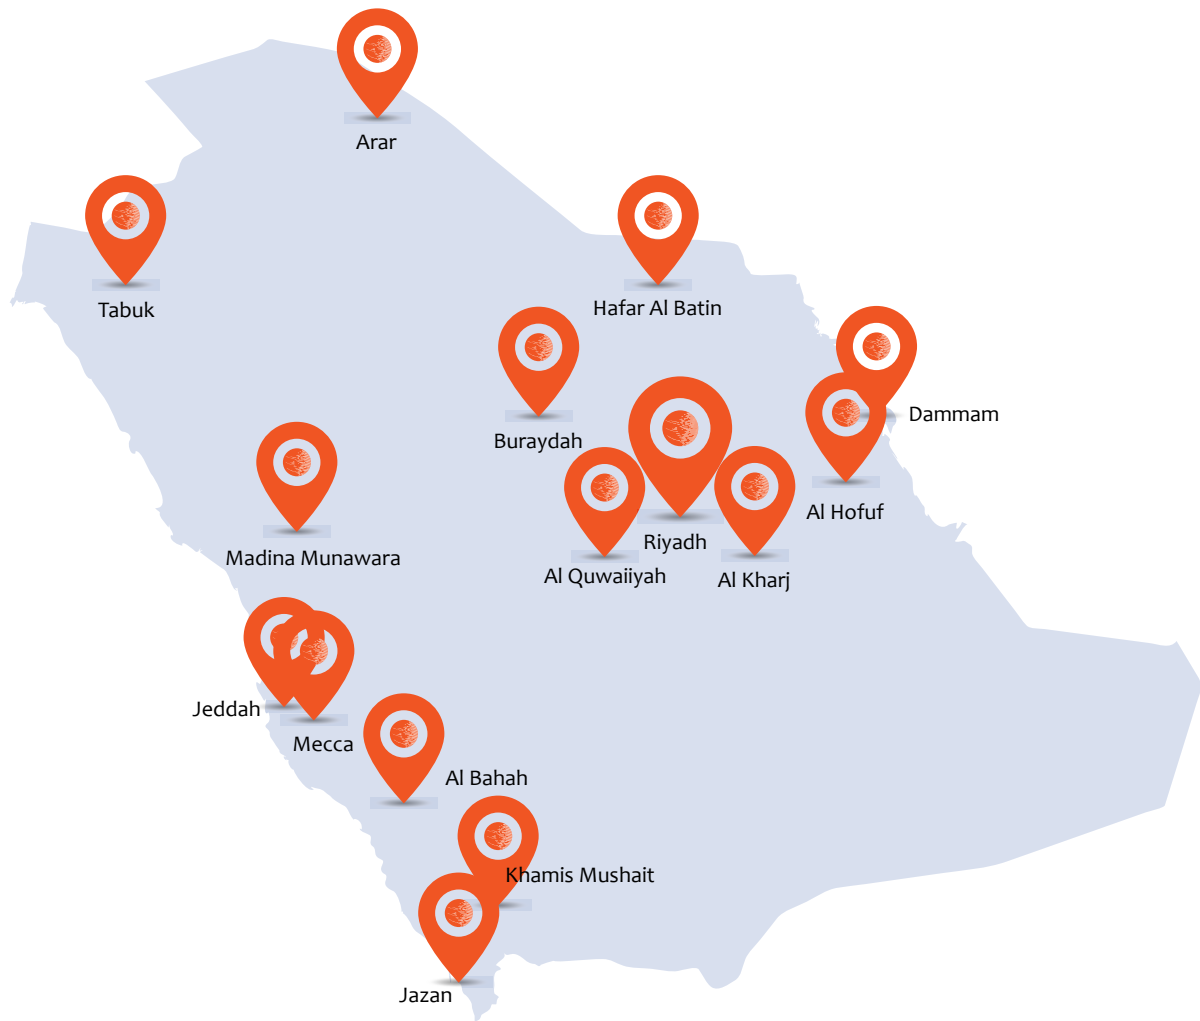 Arar
Tabuk
Hafar Al Batin
Dammam
Buraydah
Al Hofuf
Riyadh
Madina Munawara
Al Quwaiiyah
Al Kharj
Jeddah
Mecca
Al Bahah
Khamis Mushait
Jazan